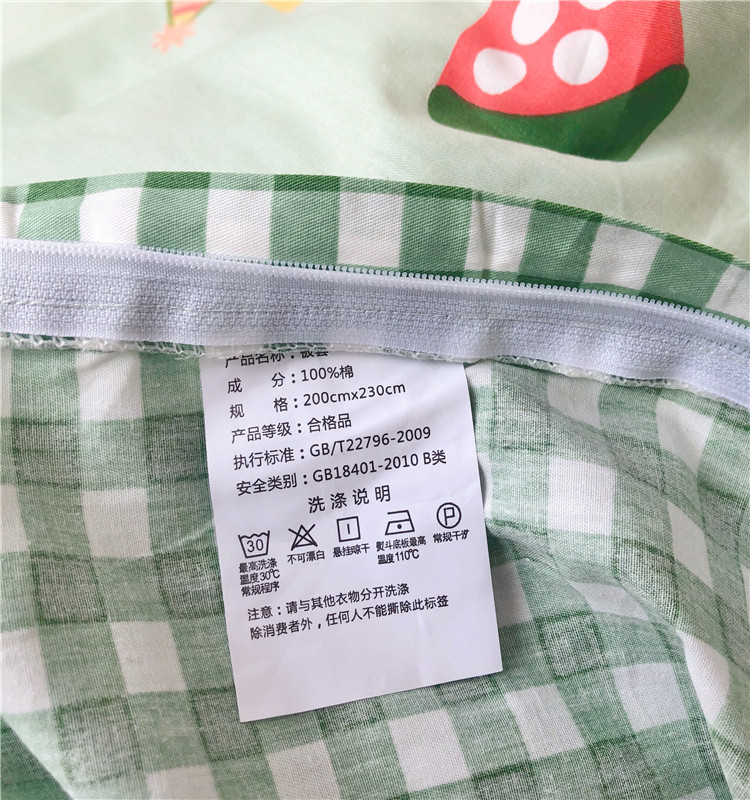 产品名称：被套
成 分：100%棉
规 格：200cmx230cm
产品等级：合格品
执行标准：GB/T22796-2009
安全类别：GB18401-2010 B类
洗涤说明
30
P
最高洗涤温度30℃常规程序
不可漂白
悬挂晾干
熨斗底板最高温度110℃
常规干洗
注意：请与其他衣物分开洗涤
除消费者外，任何人不能撕除此标签